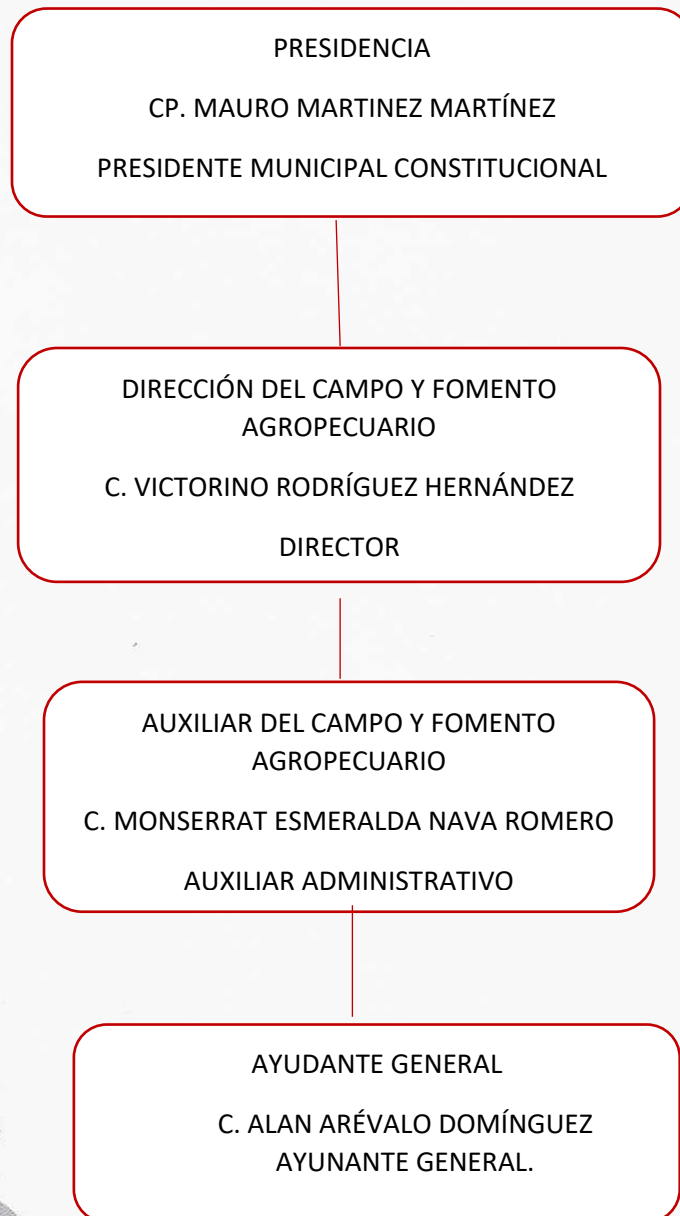 PRESIDENCIA
CP. MAURO MARTINEZ MARTÍNEZ
PRESIDENTE MUNICIPAL CONSTITUCIONAL
DIRECCIÓN DEL CAMPO Y FOMENTO
AGROPECUARIO
C. VICTORINO RODRÍGUEZ HERNÁNDEZ
DIRECTOR
AUXILIAR DEL CAMPO Y FOMENTO
AGROPECUARIO
C. MONSERRAT ESMERALDA NAVA ROMERO
AUXILIAR ADMINISTRATIVO
AYUDANTE GENERAL
C. ALAN ARÉVALO DOMÍNGUEZ
AYUNANTE GENERAL.